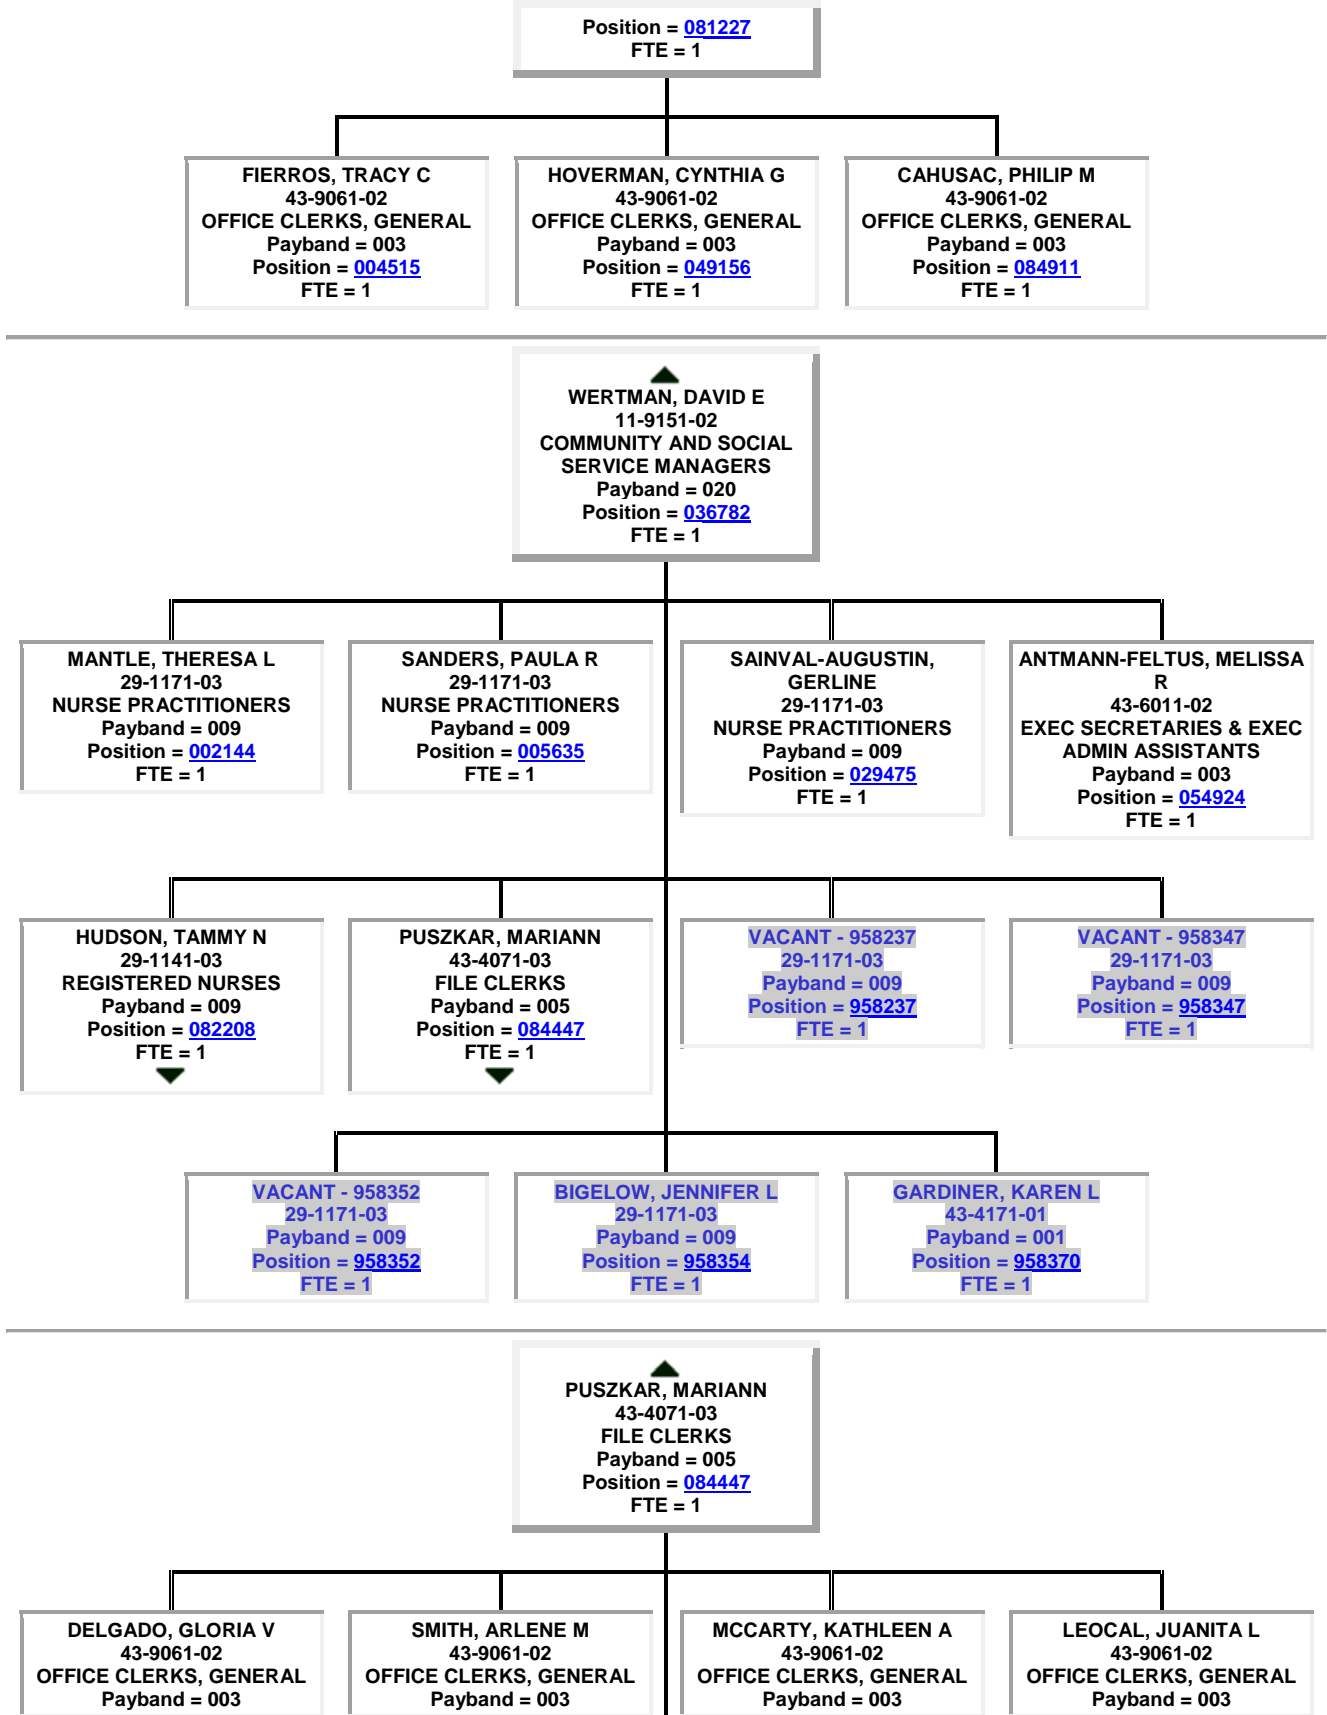 Position = 081227
FTE = 1
FIERROS, TRACY C
43-9061-02
OFFICE CLERKS, GENERAL
Payband = 003
Position = 004515
FTE = 1
HOVERMAN, CYNTHIA G
43-9061-02
OFFICE CLERKS, GENERAL
Payband = 003
Position = 049156
FTE = 1
CAHUSAC, PHILIP M
43-9061-02
OFFICE CLERKS, GENERAL
Payband = 003
Position = 084911
FTE = 1
WERTMAN, DAVID E
11-9151-02
COMMUNITY AND SOCIAL
SERVICE MANAGERS
Payband = 020
Position = 036782
FTE = 1
MANTLE, THERESA L
29-1171-03
NURSE PRACTITIONERS
Payband = 009
Position = 002144
FTE = 1
SANDERS, PAULA R
29-1171-03
NURSE PRACTITIONERS
Payband = 009
Position = 005635
FTE = 1
SAINVAL-AUGUSTIN,
GERLINE
29-1171-03
NURSE PRACTITIONERS
Payband = 009
Position = 029475
FTE = 1
ANTMANN-FELTUS, MELISSA
R
43-6011-02
EXEC SECRETARIES & EXEC
ADMIN ASSISTANTS
Payband = 003
Position = 054924
FTE = 1
HUDSON, TAMMY N
29-1141-03
REGISTERED NURSES
Payband = 009
Position = 082208
FTE = 1
PUSZKAR, MARIANN
43-4071-03
FILE CLERKS
Payband = 005
Position = 084447
FTE = 1
VACANT - 958237
29-1171-03
Payband = 009
Position = 958237
FTE = 1
VACANT - 958347
29-1171-03
Payband = 009
Position = 958347
FTE = 1
VACANT - 958352
29-1171-03
Payband = 009
Position = 958352
FTE = 1
BIGELOW, JENNIFER L
29-1171-03
Payband = 009
Position = 958354
FTE = 1
GARDINER, KAREN L
43-4171-01
Payband = 001
Position = 958370
FTE = 1
PUSZKAR, MARIANN
43-4071-03
FILE CLERKS
Payband = 005
Position = 084447
FTE = 1
DELGADO, GLORIA V
43-9061-02
OFFICE CLERKS, GENERAL
Payband = 003
SMITH, ARLENE M
43-9061-02
OFFICE CLERKS, GENERAL
Payband = 003
MCCARTY, KATHLEEN A
43-9061-02
OFFICE CLERKS, GENERAL
Payband = 003
LEOCAL, JUANITA L
43-9061-02
OFFICE CLERKS, GENERAL
Payband = 003